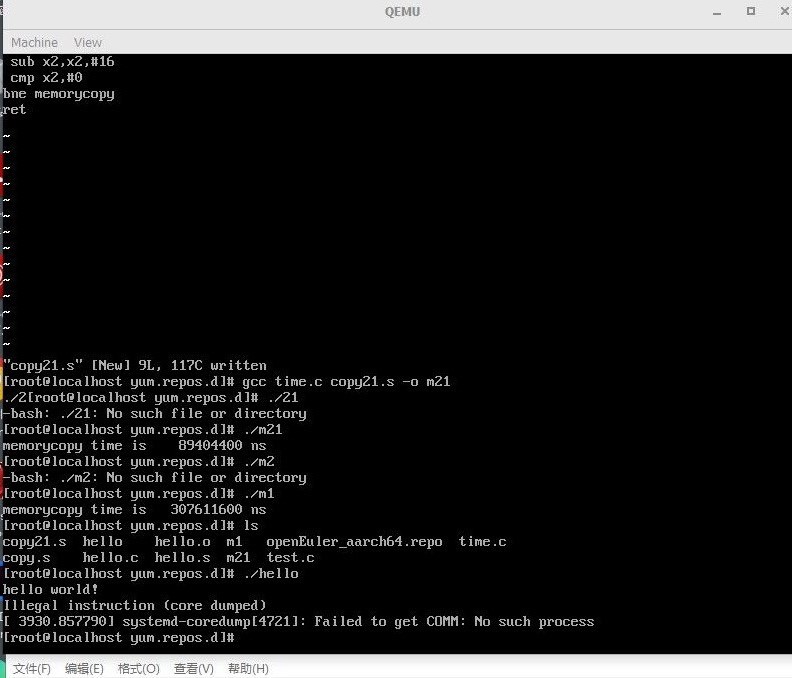 QEMU
Machine View
sub x2,x2,#16
cmp x2,#0
bne memorycopy
ret
~
~
~
~
~
~
~
~
~
~
~
~
~
~
"copy21.s" [New] 9L, 117C written
[root@localhost yum.repos.d]# gcc time.c copy21.s -o m21
./2[root@localhost yum.repos.d]# ./21
-bash: ./21: No such file or directory
[root@localhost yum.repos.d]# ./m21
memorycopy time is    89404400 ns
[root@localhost yum.repos.d]# ./m2
-bash: ./m2: No such file or directory
[root@localhost yum.repos.d]# ./m1
memorycopy time is   307611600 ns
[root@localhost yum.repos.d]# ls
copy21.s  hello    hello.o  m1   openEuler_aarch64.repo  time.c
copy.s    hello.c  hello.s  m21  test.c
[root@localhost yum.repos.d]# ./hello
hello world!
Illegal instruction (core dumped)
[ 3930.857790] systemd-coredump[4721]: Failed to get COMM: No such process
[root@localhost yum.repos.d]#
文件(F) 编辑(E) 格式(O) 查看(V) 帮助(H)